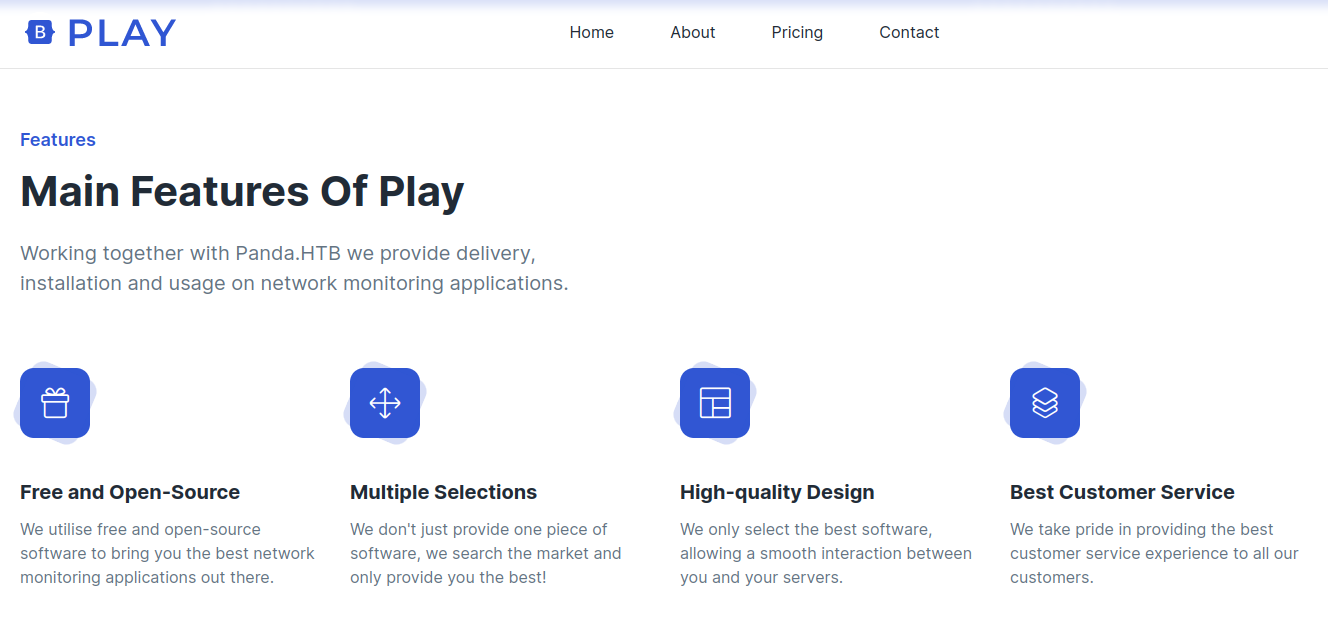 B PLAY
Home About Pricing Contact
Features
Main Features Of Play
Working together with Panda.HTB we provide delivery,
installation and usage on network monitoring applications.
Free and Open-Source
We utilise free and open-source
software to bring you the best network
monitoring applications out there.
Multiple Selections
We don't just provide one piece of
software, we search the market and
only provide you the best!
High-quality Design
We only select the best software,
allowing a smooth interaction between
you and your servers.
Best Customer Service
We take pride in providing the best
customer service experience to all our
customers.